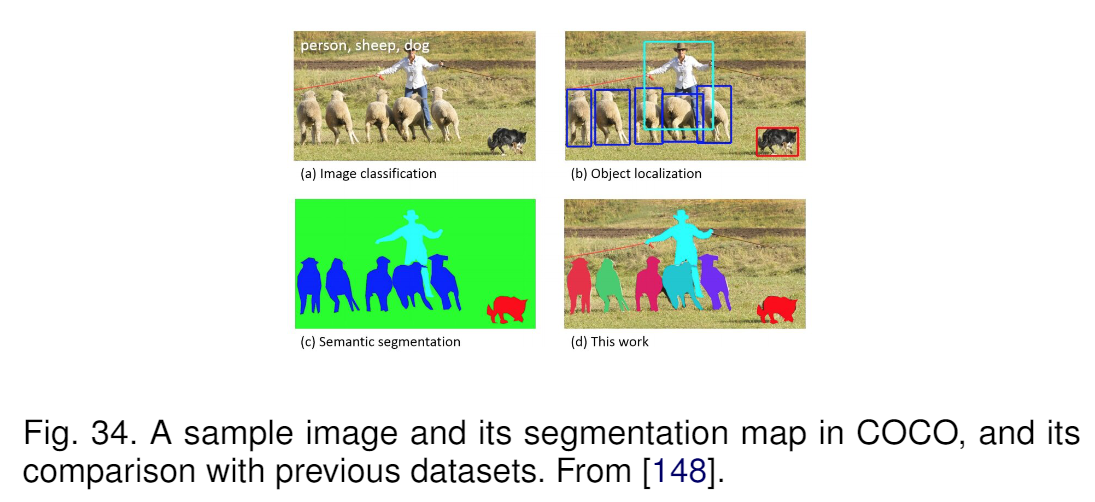 person, sheep, dog
(a) Image classification
(b) Object localization
(c) Semantic segmentation
(d) This work
Fig. 34. A sample image and its segmentation map in COCO, and its
comparison with previous datasets. From [148].